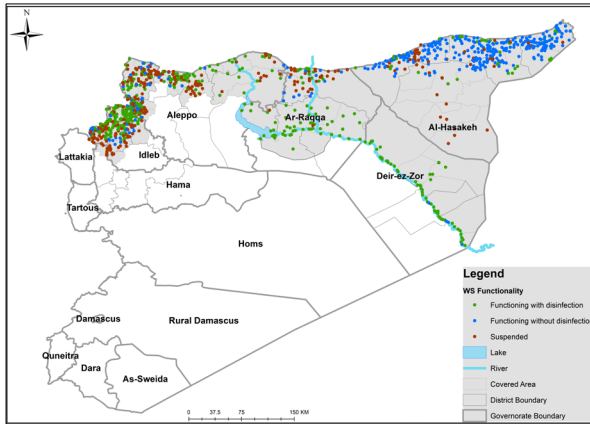 N
Aleppo
Ar-Raqqa
Al-Hasakeh
Lattakia
Idleb
Hama
Deir-ez-Zor
Tartous
Homs
Damascus
Rural Damascus
Quneitra
Dara
As-Sweida
0 37.5 75 150 KM
Legend
WS Functionality
Functioning with disinfection
Functioning without disinfection
Suspended
Lake
River
Covered Area
District Boundary
Governorate Boundary